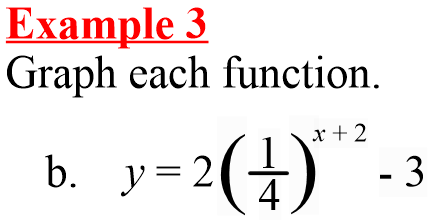 Example 3
Graph each function.
b. y = 2(1/4)^(x + 2) - 3